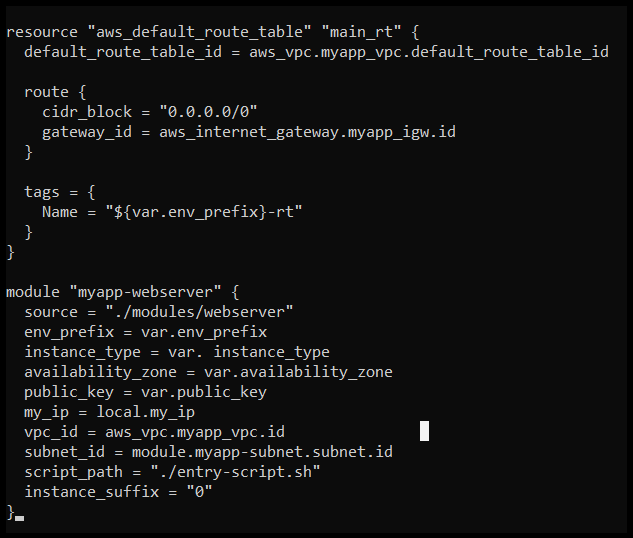 resource "aws_default_route_table" "main_rt" {
  default_route_table_id = aws_vpc.myapp_vpc.default_route_table_id

  route {
    cidr_block = "0.0.0.0/0"
    gateway_id = aws_internet_gateway.myapp_igw.id
  }

  tags = {
    Name = "${var.env_prefix}-rt"
  }
}

module "myapp-webserver" {
  source = "./modules/webserver"
  env_prefix = var.env_prefix
  instance_type = var. instance_type
  availability_zone = var.availability_zone
  public_key = var.public_key
  my_ip = local.my_ip
  vpc_id = aws_vpc.myapp_vpc.id
  subnet_id = module.myapp-subnet.subnet.id
  script_path = "./entry-script.sh"
  instance_suffix = "0"
}